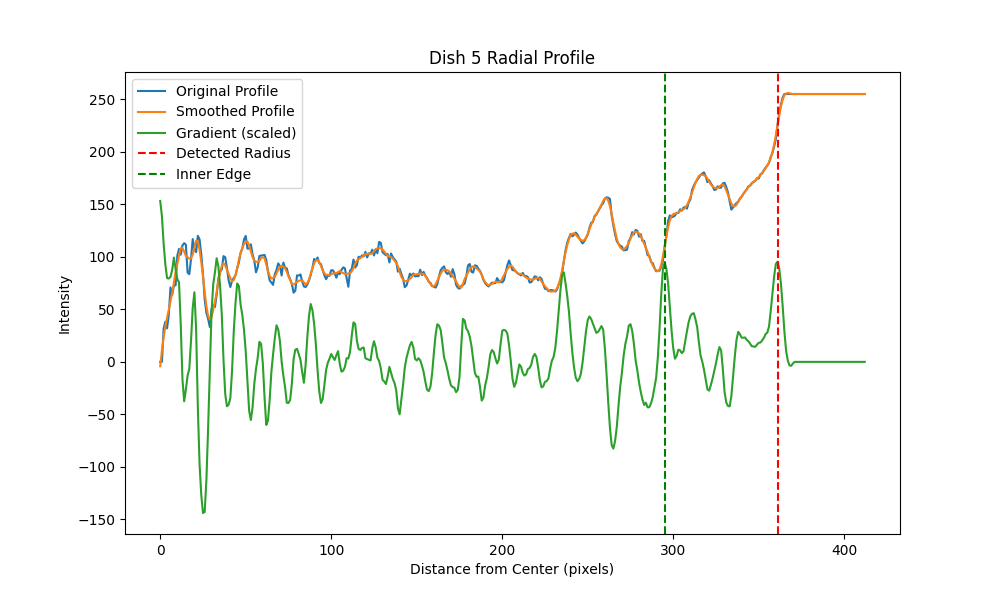 Dish 5 Radial Profile
Original Profile
Smoothed Profile
Gradient (scaled)
Detected Radius
Inner Edge
Intensity
250
200
150
100
50
0
−50
−100
−150
0 100 200 300 400
Distance from Center (pixels)